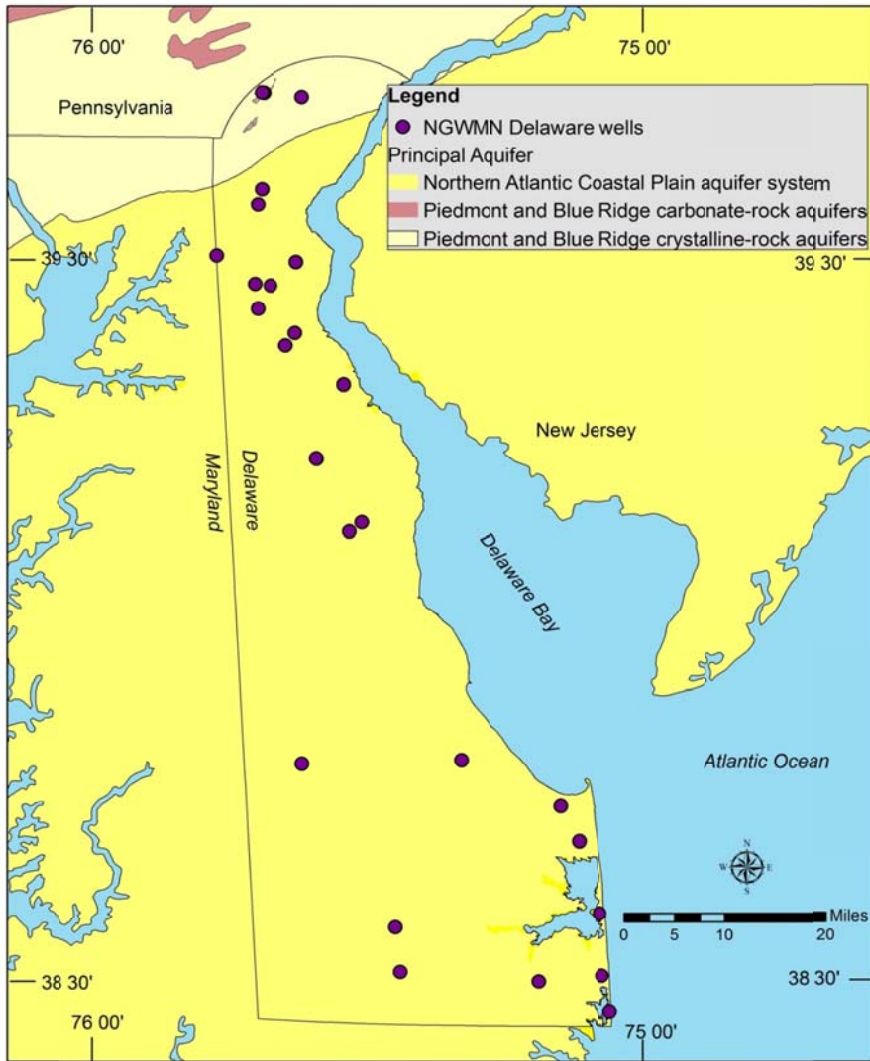 76 00'
75 00'
Pennsylvania
Legend
NGWMN Delaware wells
Principal Aquifer
Northern Atlantic Coastal Plain aquifer system
Piedmont and Blue Ridge carbonate-rock aquifers
Piedmont and Blue Ridge crystalline-rock aquifers
39 30'
39 30'
New Jersey
Maryland
Delaware
Delaware Bay
Atlantic Ocean
N
W
E
S
Miles
0 5 10 20
38 30'
38 30'
76 00'
75 00'